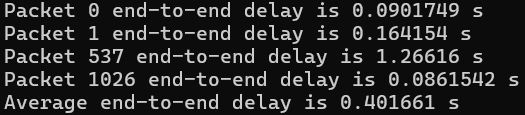 Packet 0 end-to-end delay is 0.0901749 s
Packet 1 end-to-end delay is 0.164154 s
Packet 537 end-to-end delay is 1.26616 s
Packet 1026 end-to-end delay is 0.0861542 s
Average end-to-end delay is 0.401661 s